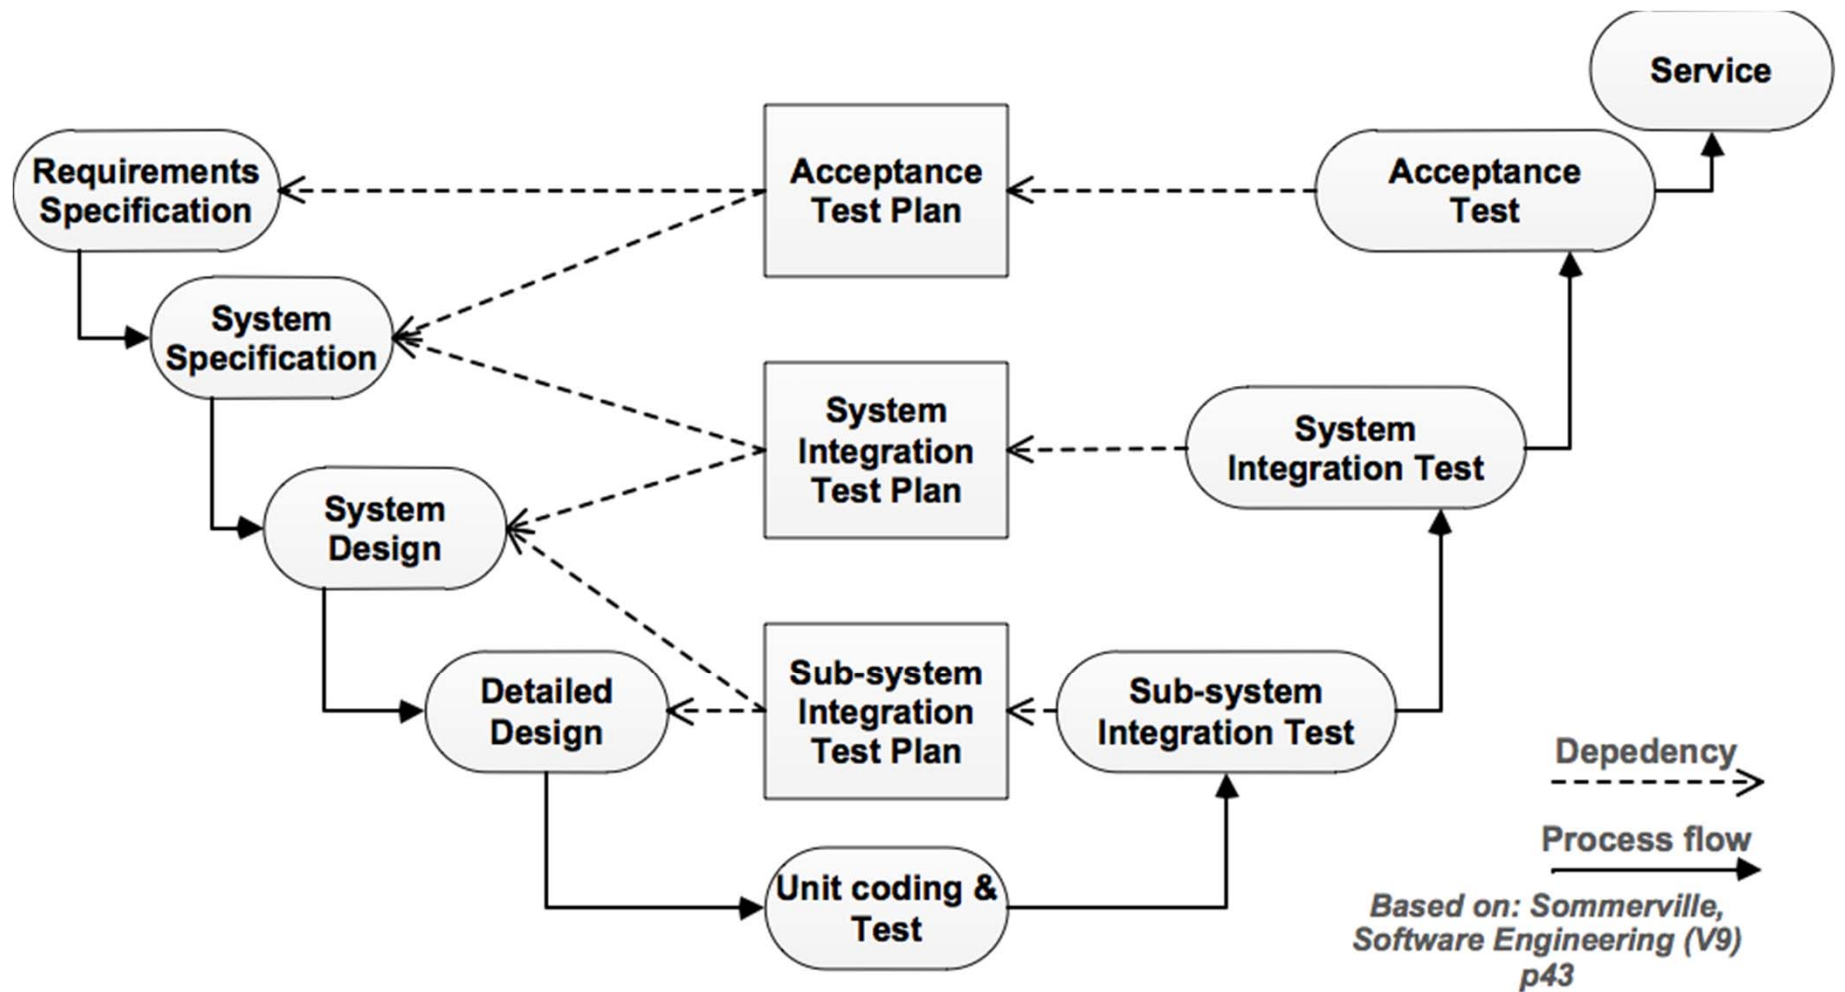 Service
Requirements
Specification
Acceptance
Test Plan
Acceptance
Test
System
Specification
System
Integration
Test Plan
System
Integration Test
System
Design
Detailed
Design
Sub-system
Integration
Test Plan
Sub-system
Integration Test
Unit coding &
Test
Depedency
Process flow
Based on: Sommerville,
Software Engineering (V9)
p43